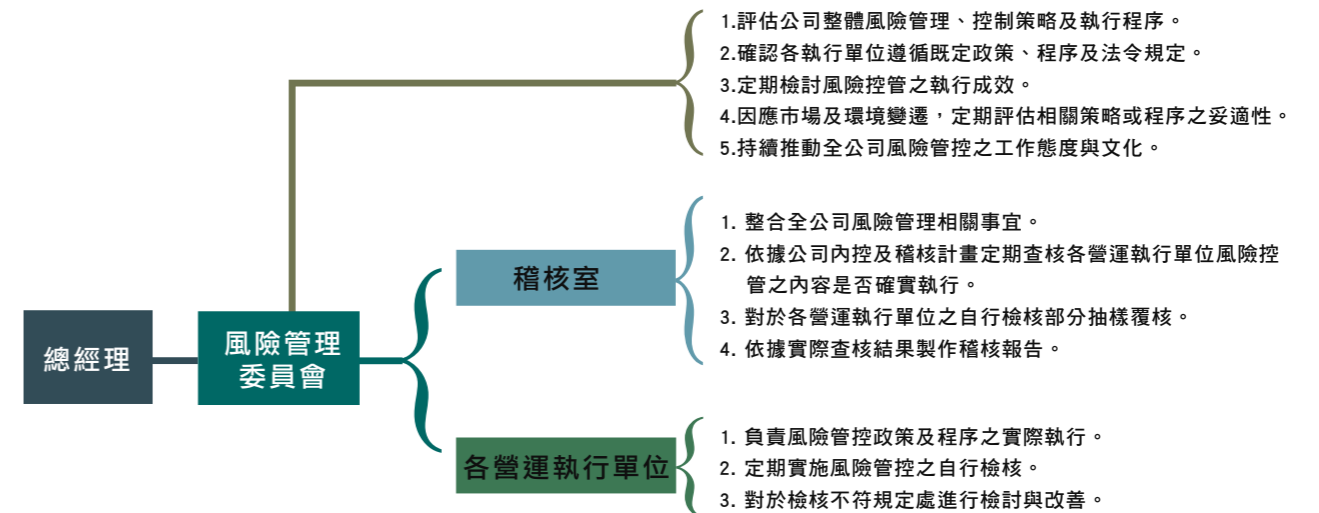 1.評估公司整體風險管理、控制策略及執行程序。
2.確認各執行單位遵循既定政策、程序及法令規定。
3.定期檢討風險控管之執行成效。
4.因應市場及環境變遷，定期評估相關策略或程序之妥適性。
5.持續推動全公司風險管控之工作態度與文化。
總經理
風險管理
委員會
稽核室
1. 整合全公司風險管理相關事宜。
2. 依據公司內控及稽核計畫定期查核各營運執行單位風險控
管之內容是否確實執行。
3. 對於各營運執行單位之自行檢核部分抽樣覆核。
4. 依據實際查核結果製作稽核報告。
各營運執行單位
1. 負責風險管控政策及程序之實際執行。
2. 定期實施風險管控之自行檢核。
3. 對於檢核不符規定處進行檢討與改善。